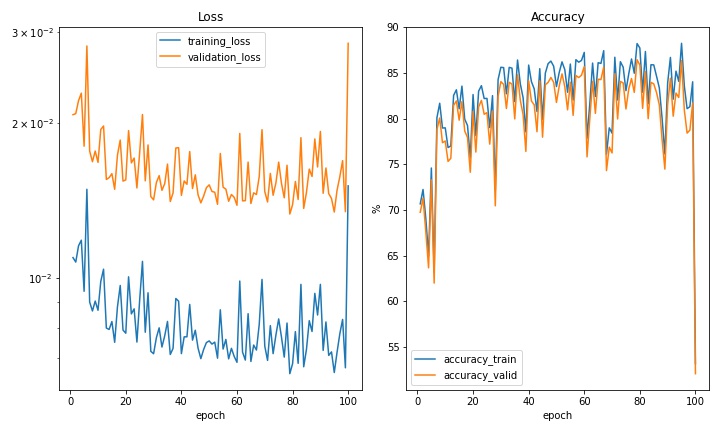 Loss
3 × 10⁻²
2 × 10⁻²
10⁻²
training_loss
validation_loss
0 20 40 60 80 100
epoch
Accuracy
%
90
85
80
75
70
65
60
55
accuracy_train
accuracy_valid
0 20 40 60 80 100
epoch